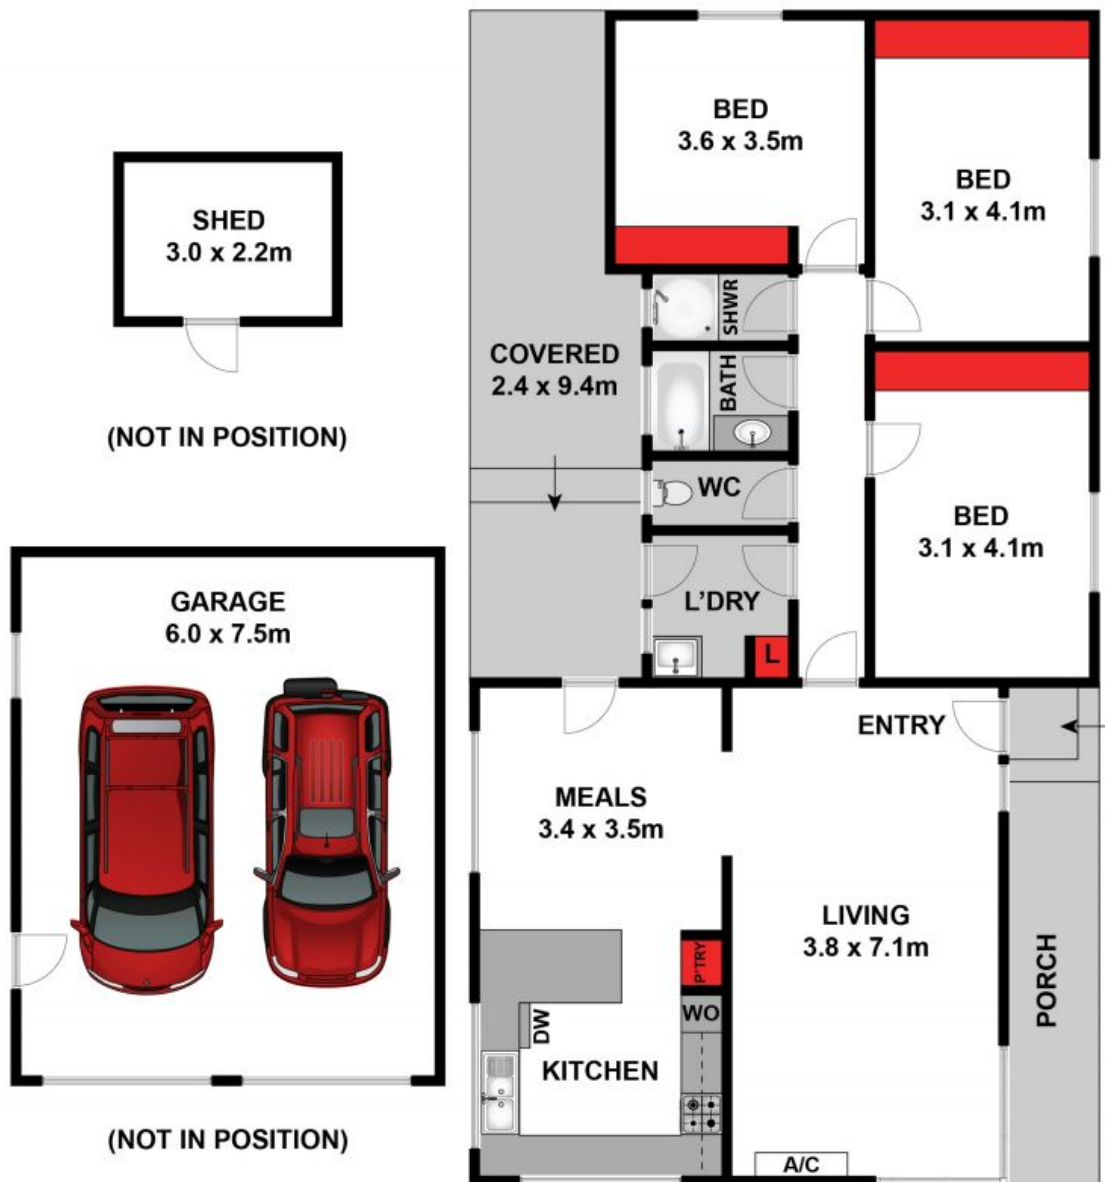 BED
3.6 x 3.5m
BED
3.1 x 4.1m
SHED
3.0 x 2.2m
(NOT IN POSITION)
SHWR
COVERED
2.4 x 9.4m
BATH
WC
BED
3.1 x 4.1m
L'DRY
L
GARAGE
6.0 x 7.5m
(NOT IN POSITION)
ENTRY
MEALS
3.4 x 3.5m
LIVING
3.8 x 7.1m
P'TRY
WO
DW
KITCHEN
PORCH
A/C